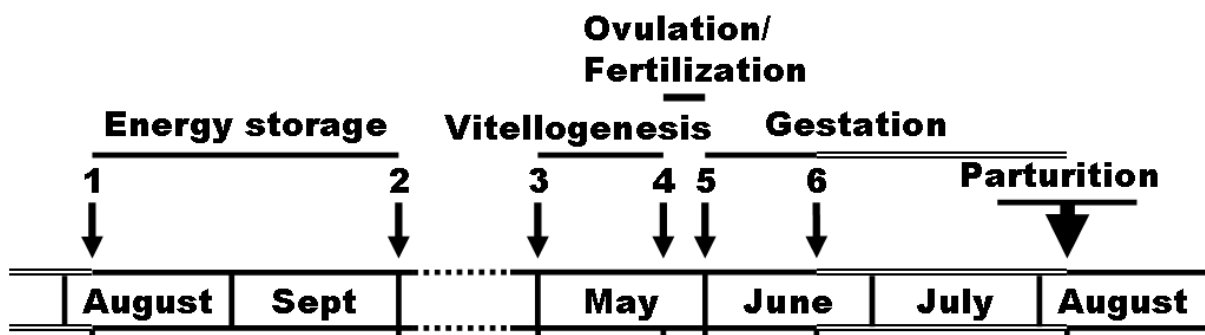 Ovulation/
Fertilization
Energy storage
Vitellogenesis
Gestation
1
2
3
4
5
6
Parturition
August
Sept
May
June
July
August